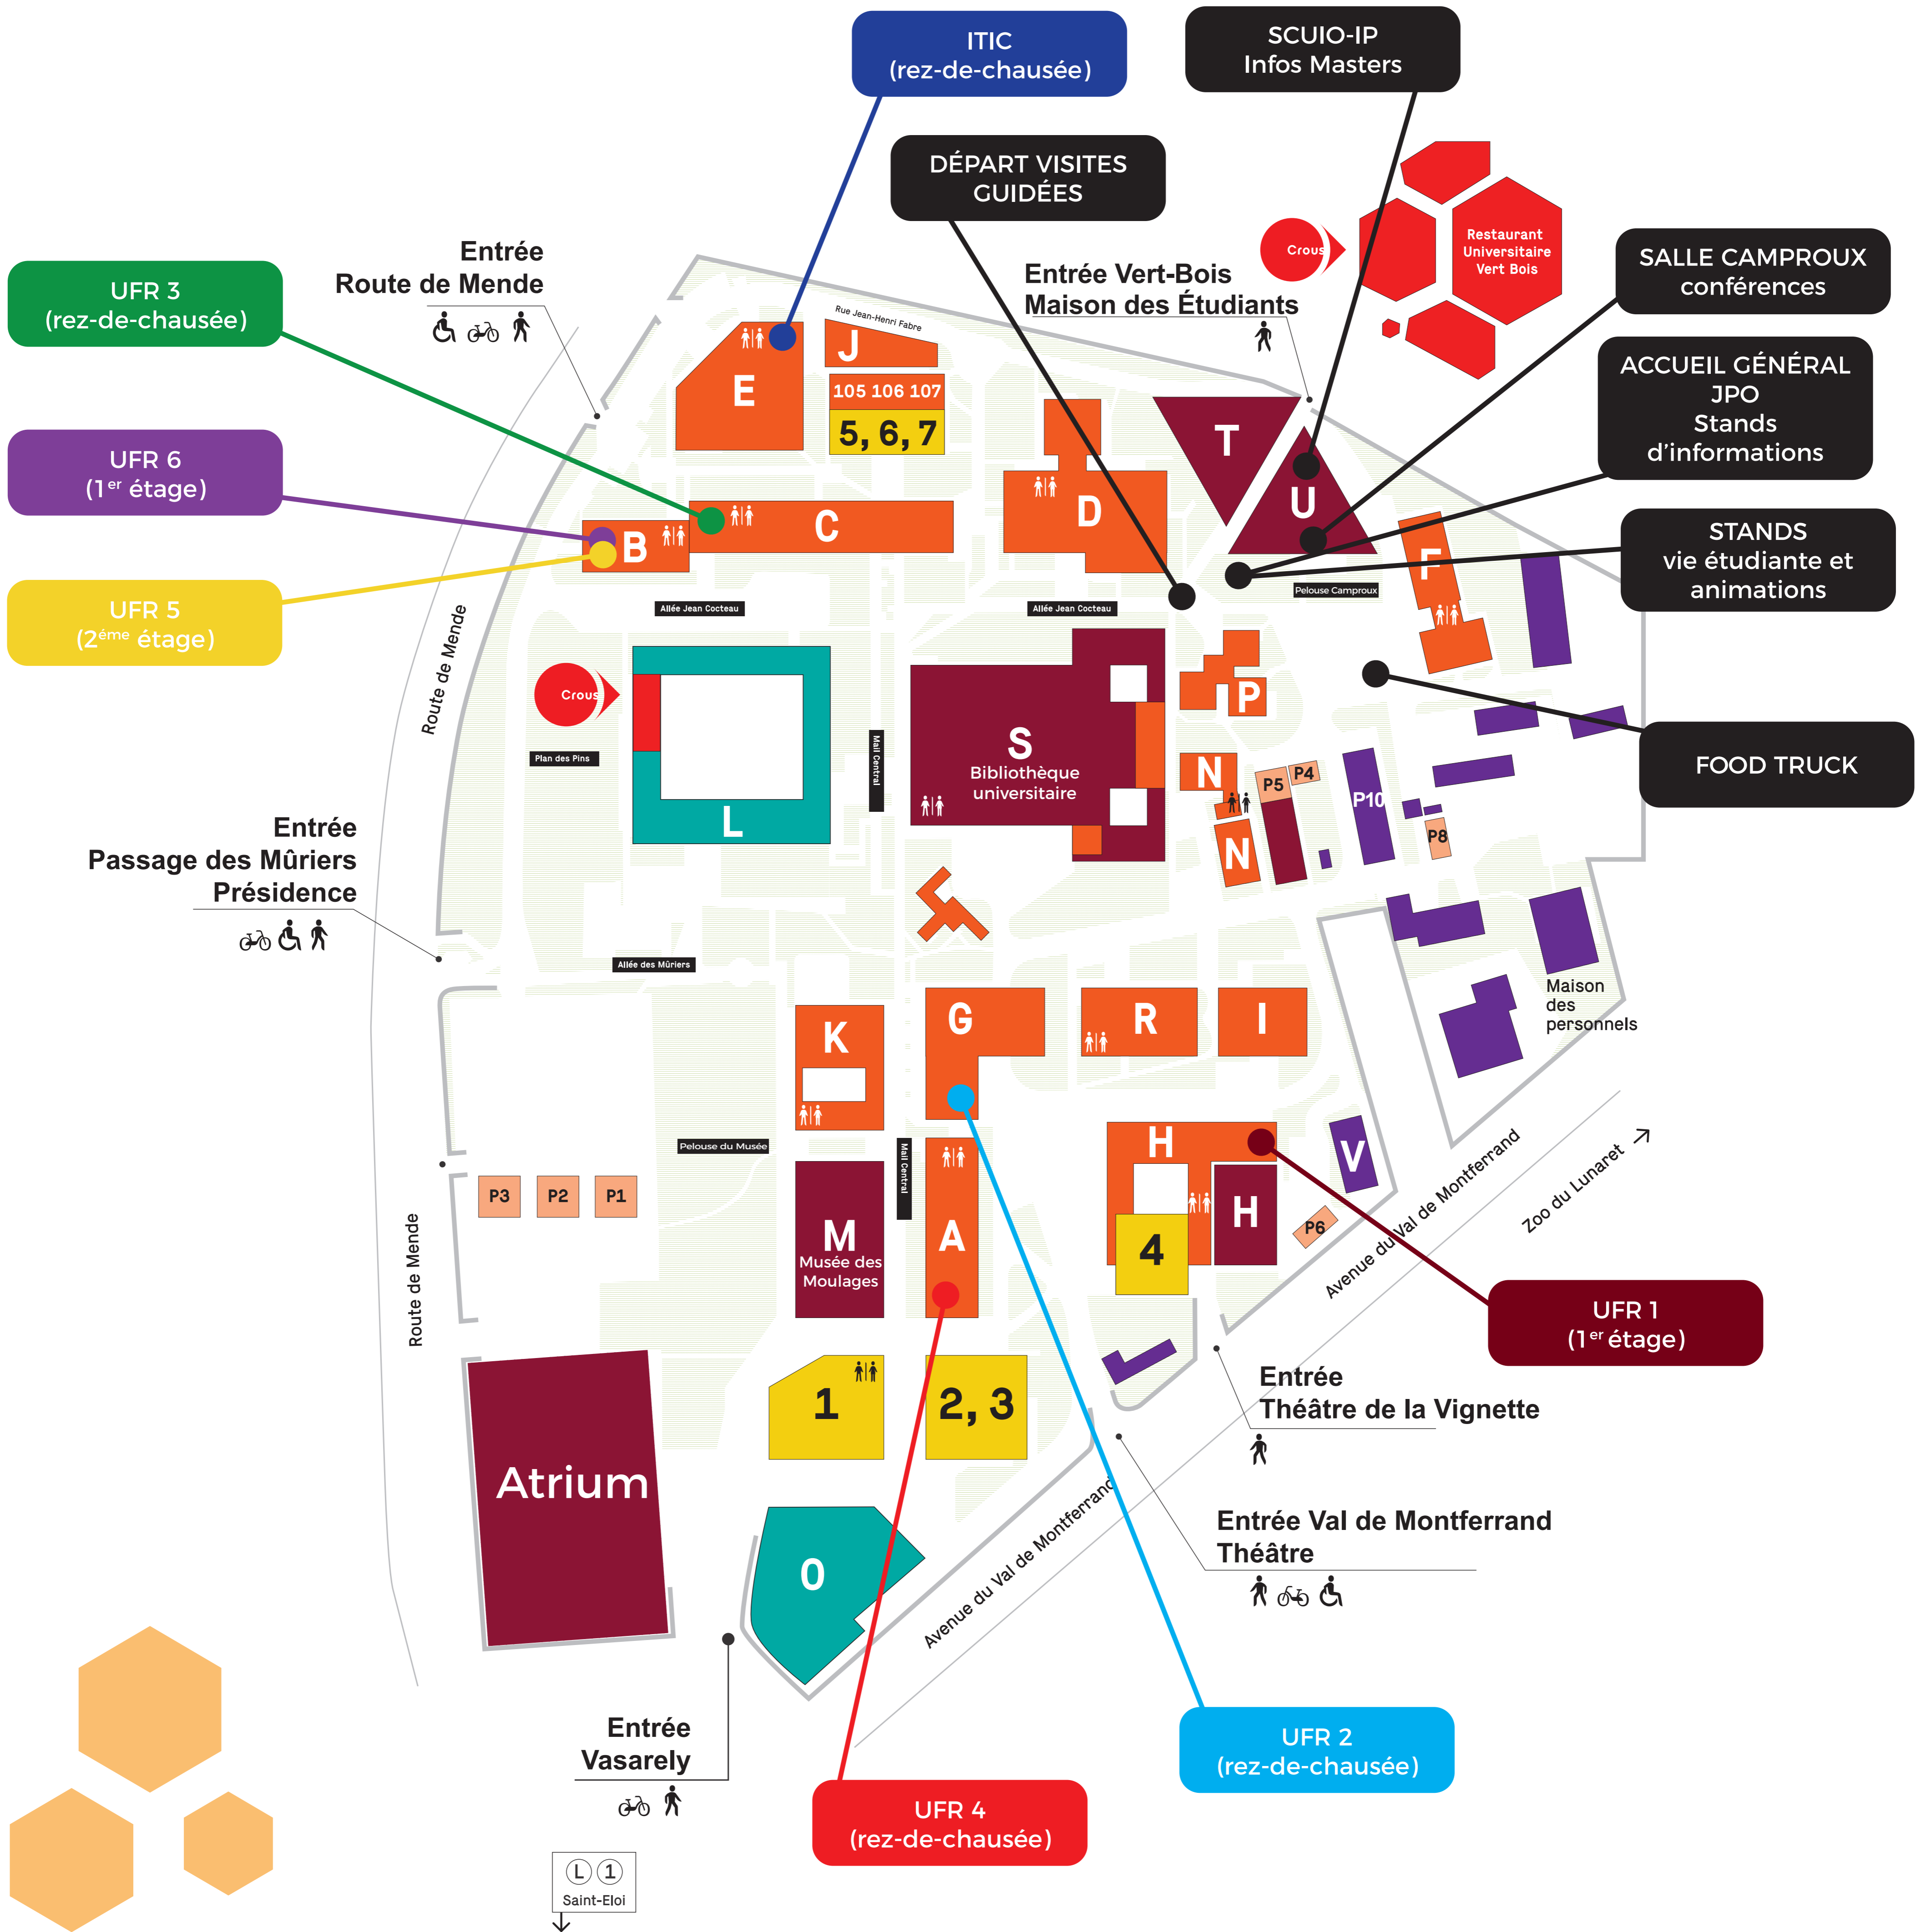 ITIC
(rez-de-chausée)
SCUIO-IP
Infos Masters
DÉPART VISITES
GUIDÉES
Crous
Restaurant
Universitaire
Vert Bois
SALLE CAMPROUX
conférences
ACCUEIL GÉNÉRAL
JPO
Stands
d'informations
STANDS
vie étudiante et
animations
FOOD TRUCK
Entrée
Route de Mende
Entrée Vert-Bois
Maison des Étudiants
UFR 3
(rez-de-chausée)
UFR 6
(1er étage)
UFR 5
(2éme étage)
Rue Jean-Henri Fabre
J
E
105 106 107
5, 6, 7
T
U
D
C
B
F
Allée Jean Cocteau
Allée Jean Cocteau
Pelouse Camproux
Route de Mende
Crous
Plan des Pins
L
Mail Central
S
Bibliothèque
universitaire
P
N
N
P5
P4
P10
P8
Entrée
Passage des Mûriers
Présidence
Allée des Mûriers
Maison
des
personnels
K
G
R
I
Pelouse du Musée
Mail Central
H
H
V
P3
P2
P1
M
Musée des
Moulages
A
4
P6
Avenue du Val de Montferrand
Zoo du Lunaret
Route de Mende
UFR 1
(1er étage)
1
2, 3
Entrée
Théâtre de la Vignette
Atrium
Entrée Val de Montferrand
Théâtre
O
Avenue du Val de Montferrand
Entrée
Vasarely
UFR 2
(rez-de-chausée)
UFR 4
(rez-de-chausée)
L 1
Saint-Eloi